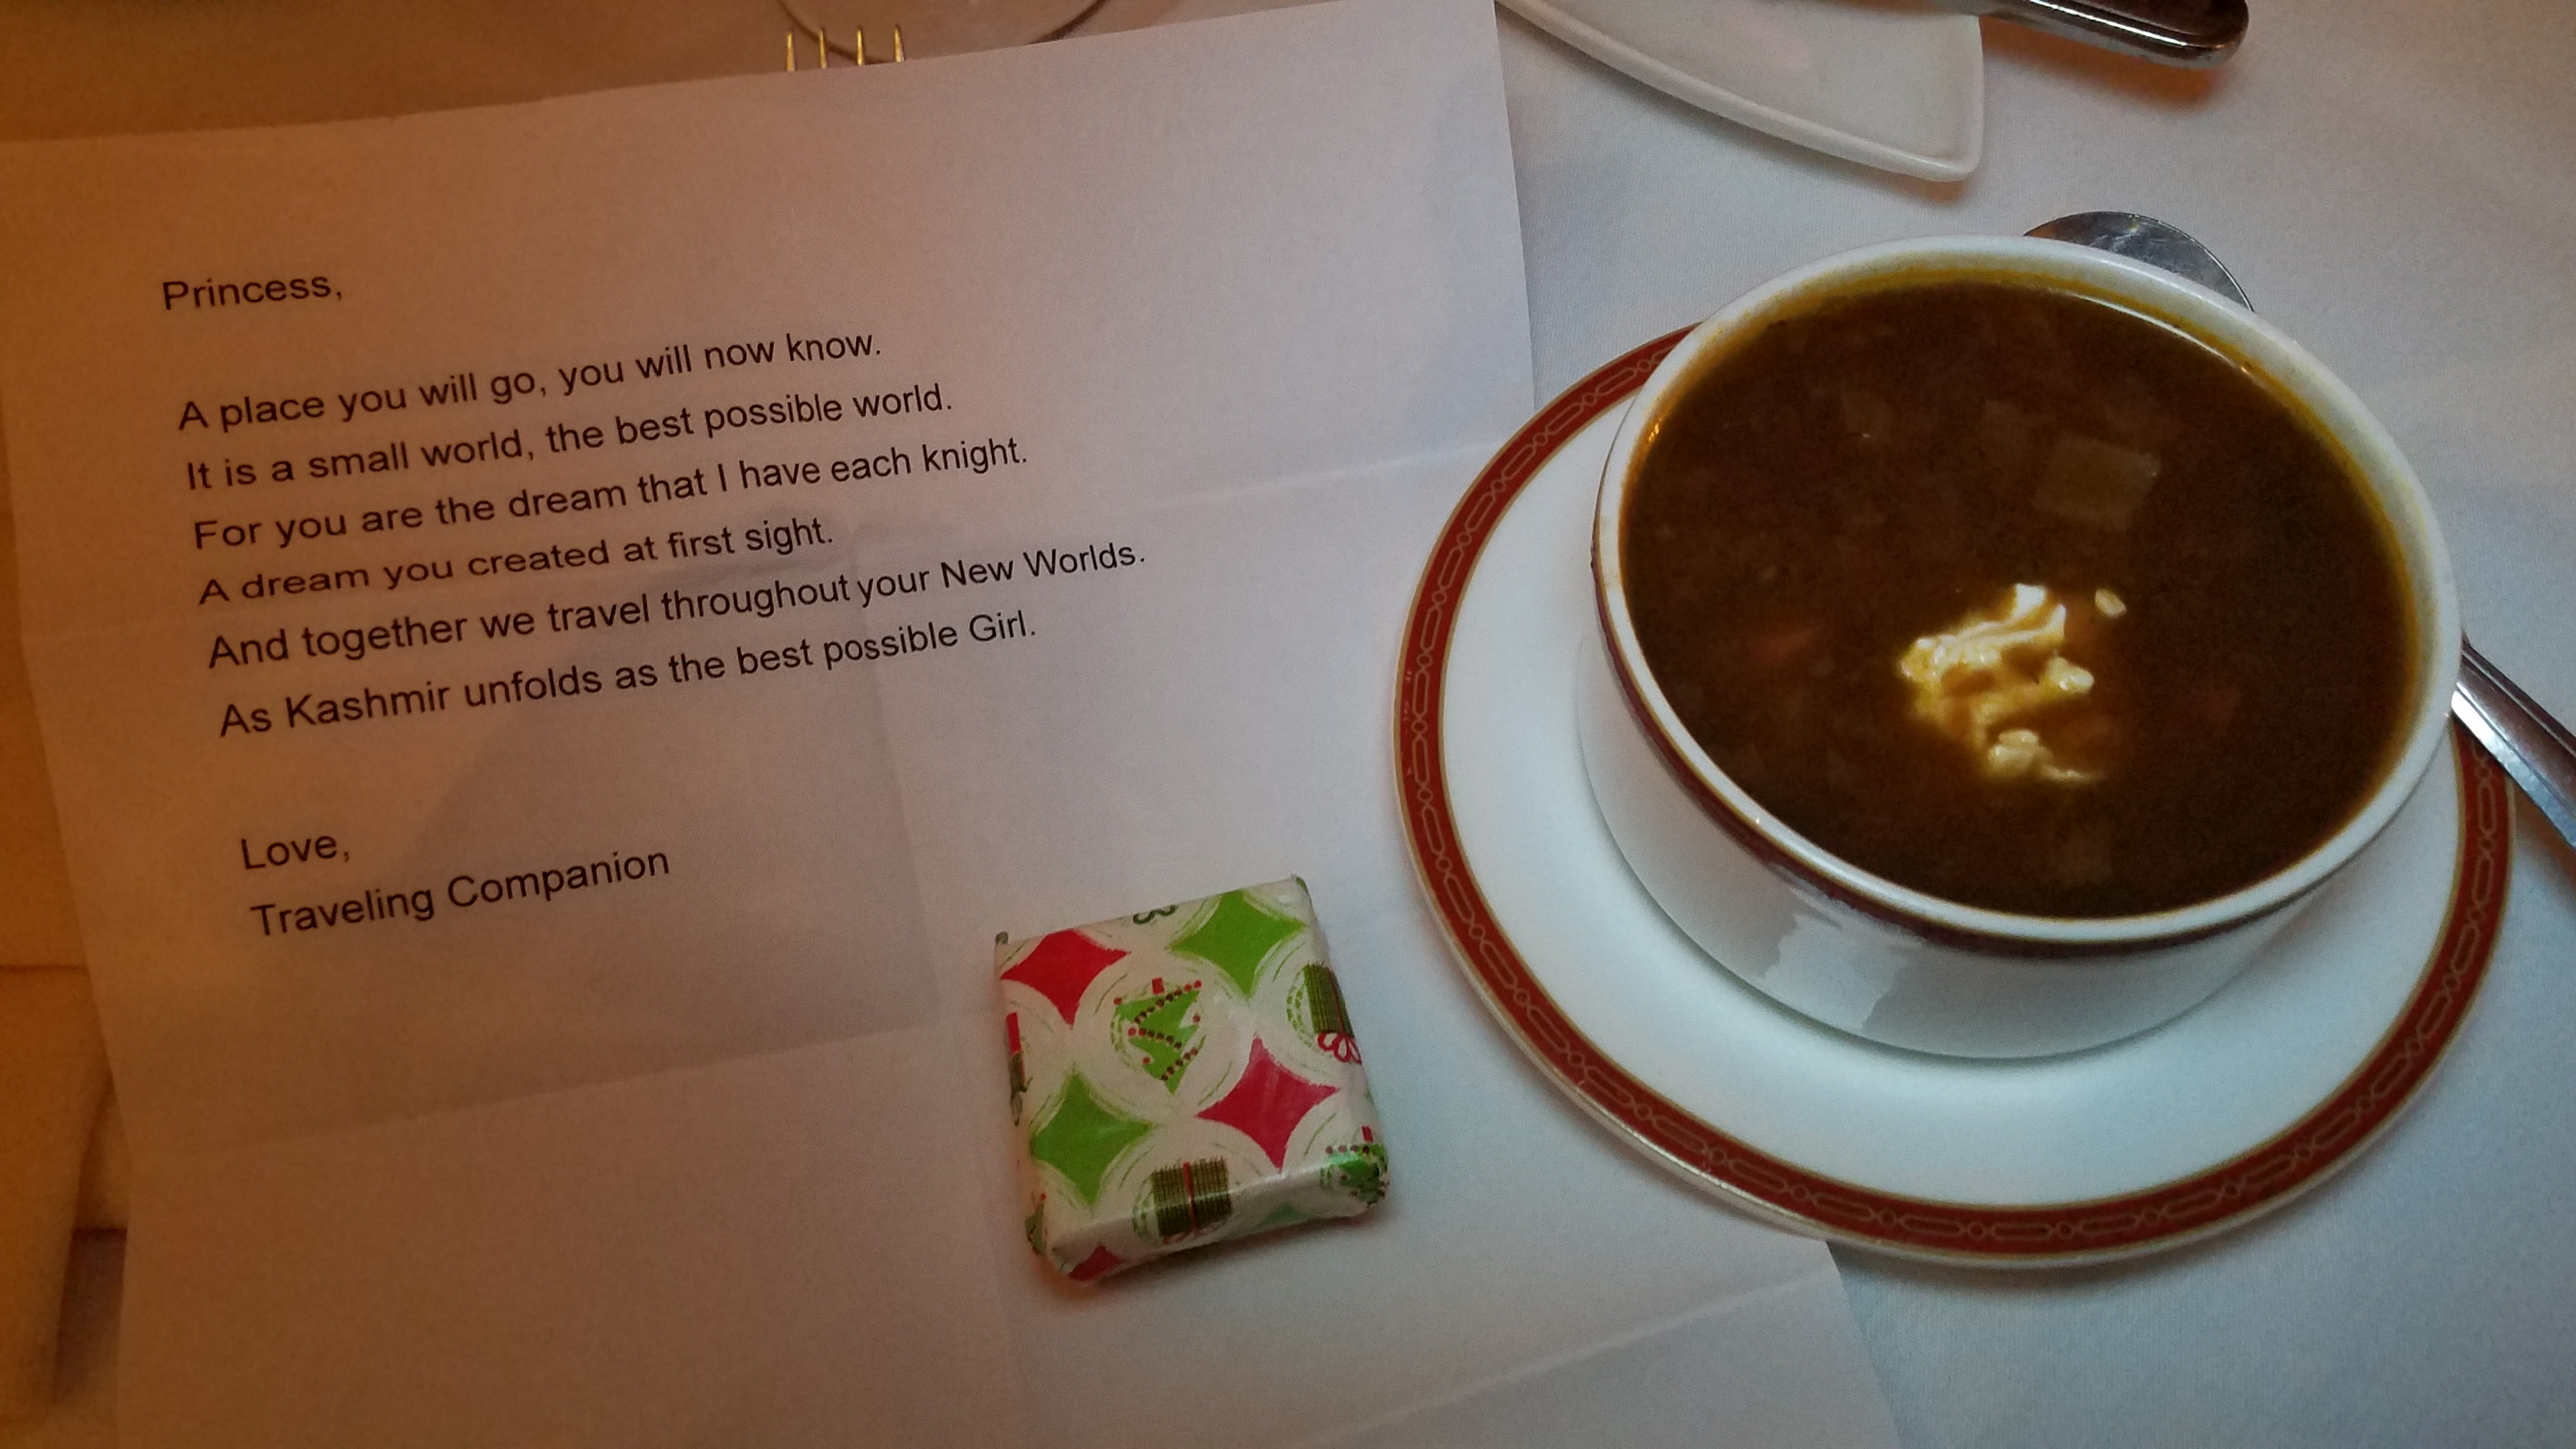 Princess,
A place you will go, you will now know.
It is a small world, the best possible world.
For you are the dream that I have each knight.
A dream you created at first sight.
And together we travel throughout your New Worlds.
As Kashmir unfolds as the best possible Girl.
Love,
Traveling Companion